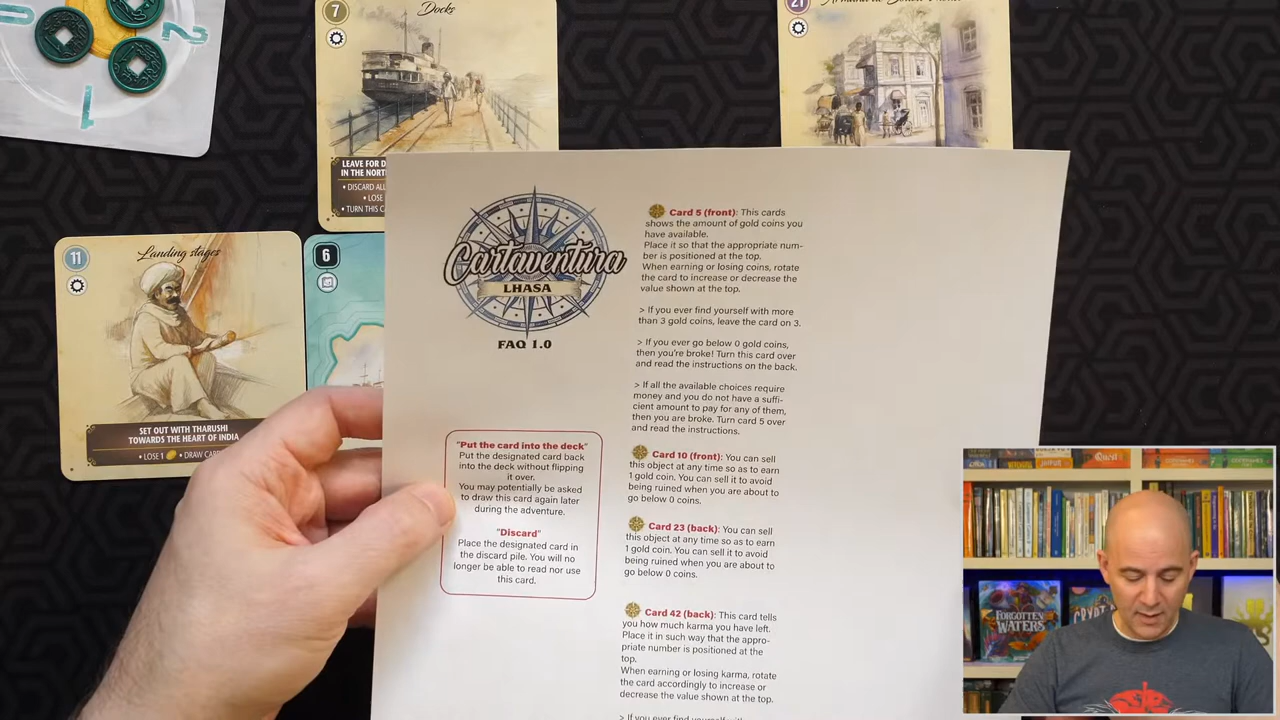 2
1
7
Docks
LEAVE FOR D
IN THE NORT
• DISCARD ALL
• LOSE
• TURN THIS C
21
11
Landing stages
SET OUT WITH THARUSHI
TOWARDS THE HEART OF INDIA
• LOSE 1 • DRAW CAR
6
Cartaventura
LHASA
FAQ 1.0
"Put the card into the deck"
Put the designated card back
into the deck without flipping
it over.
You may potentially be asked
to draw this card again later
during the adventure.
"Discard"
Place the designated card in
the discard pile. You will no
longer be able to read nor use
this card.
Card 5 (front): This cards
shows the amount of gold coins you
have available.
Place it so that the appropriate num-
ber is positioned at the top.
When earning or losing coins, rotate
the card to increase or decrease the
value shown at the top.
> If you ever find yourself with more
than 3 gold coins, leave the card on 3.
> If you ever go below 0 gold coins,
then you're broke! Turn this card over
and read the instructions on the back.
> If all the available choices require
money and you do not have a suffi-
cient amount to pay for any of them,
then you are broke. Turn card 5 over
and read the instructions.
Card 10 (front): You can sell
this object at any time so as to earn
1 gold coin. You can sell it to avoid
being ruined when you are about to
go below 0 coins.
Card 23 (back): You can sell
this object at any time so as to earn
1 gold coin. You can sell it to avoid
being ruined when you are about to
go below 0 coins.
Card 42 (back): This card tells
you how much karma you have left.
Place it in such way that the appro-
priate number is positioned at the
top.
When earning or losing karma, rotate
the card accordingly to increase or
decrease the value shown at the top.
> If you ever find yourself with
Quest
FORGOTTEN
WATERS
CRYPT